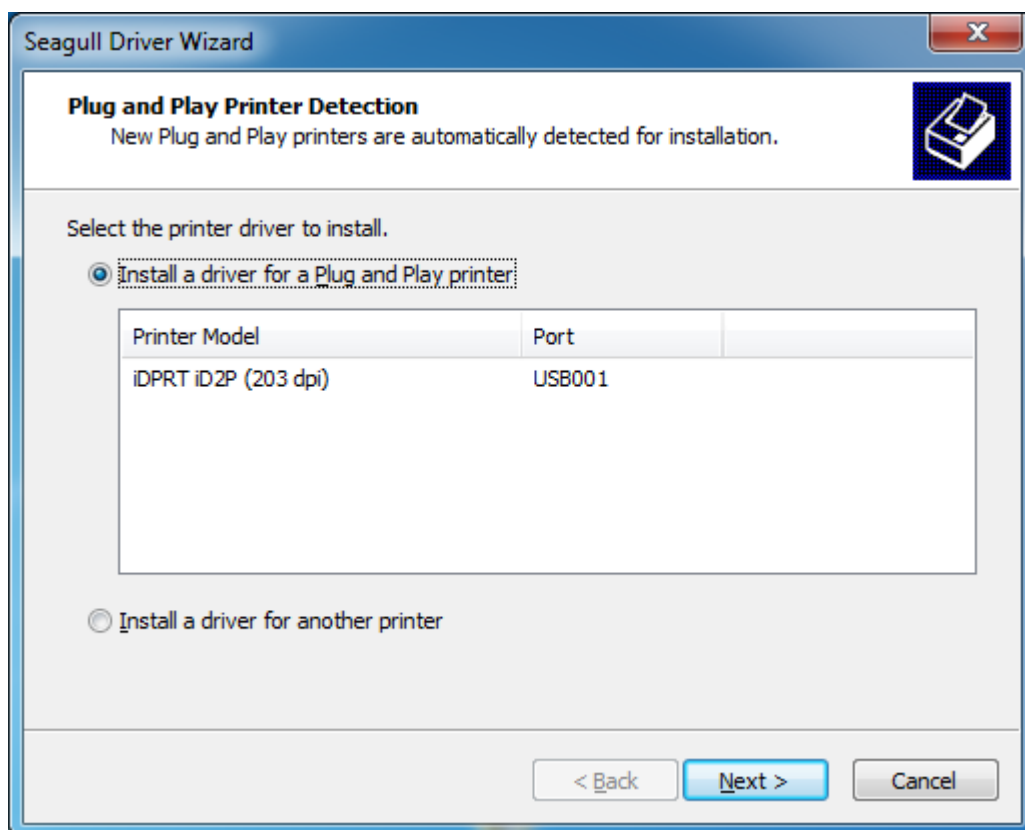 Seagull Driver Wizard
Plug and Play Printer Detection
New Plug and Play printers are automatically detected for installation.
Select the printer driver to install.
Install a driver for a Plug and Play printer
Printer Model Port
iDPRT iD2P (203 dpi) USB001
Install a driver for another printer
< Back Next > Cancel